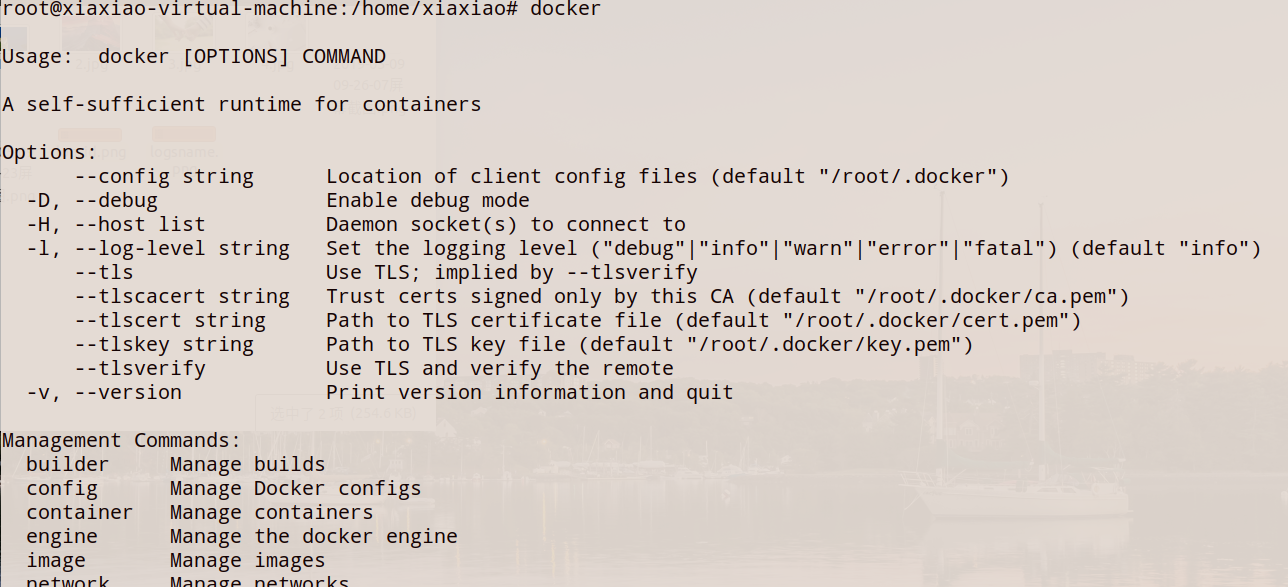 root@xiaxiao-virtual-machine:/home/xiaxiao# docker
Usage:  docker [OPTIONS] COMMAND
A self-sufficient runtime for containers
Options:
      --config string      Location of client config files (default "/root/.docker")
  -D, --debug              Enable debug mode
  -H, --host list          Daemon socket(s) to connect to
  -l, --log-level string   Set the logging level ("debug"|"info"|"warn"|"error"|"fatal") (default "info")
      --tls                Use TLS; implied by --tlsverify
      --tlscacert string   Trust certs signed only by this CA (default "/root/.docker/ca.pem")
      --tlscert string     Path to TLS certificate file (default "/root/.docker/cert.pem")
      --tlskey string      Path to TLS key file (default "/root/.docker/key.pem")
      --tlsverify          Use TLS and verify the remote
  -v, --version            Print version information and quit
Management Commands:
  builder     Manage builds
  config      Manage Docker configs
  container   Manage containers
  engine      Manage the docker engine
  image       Manage images
  network     Manage networks